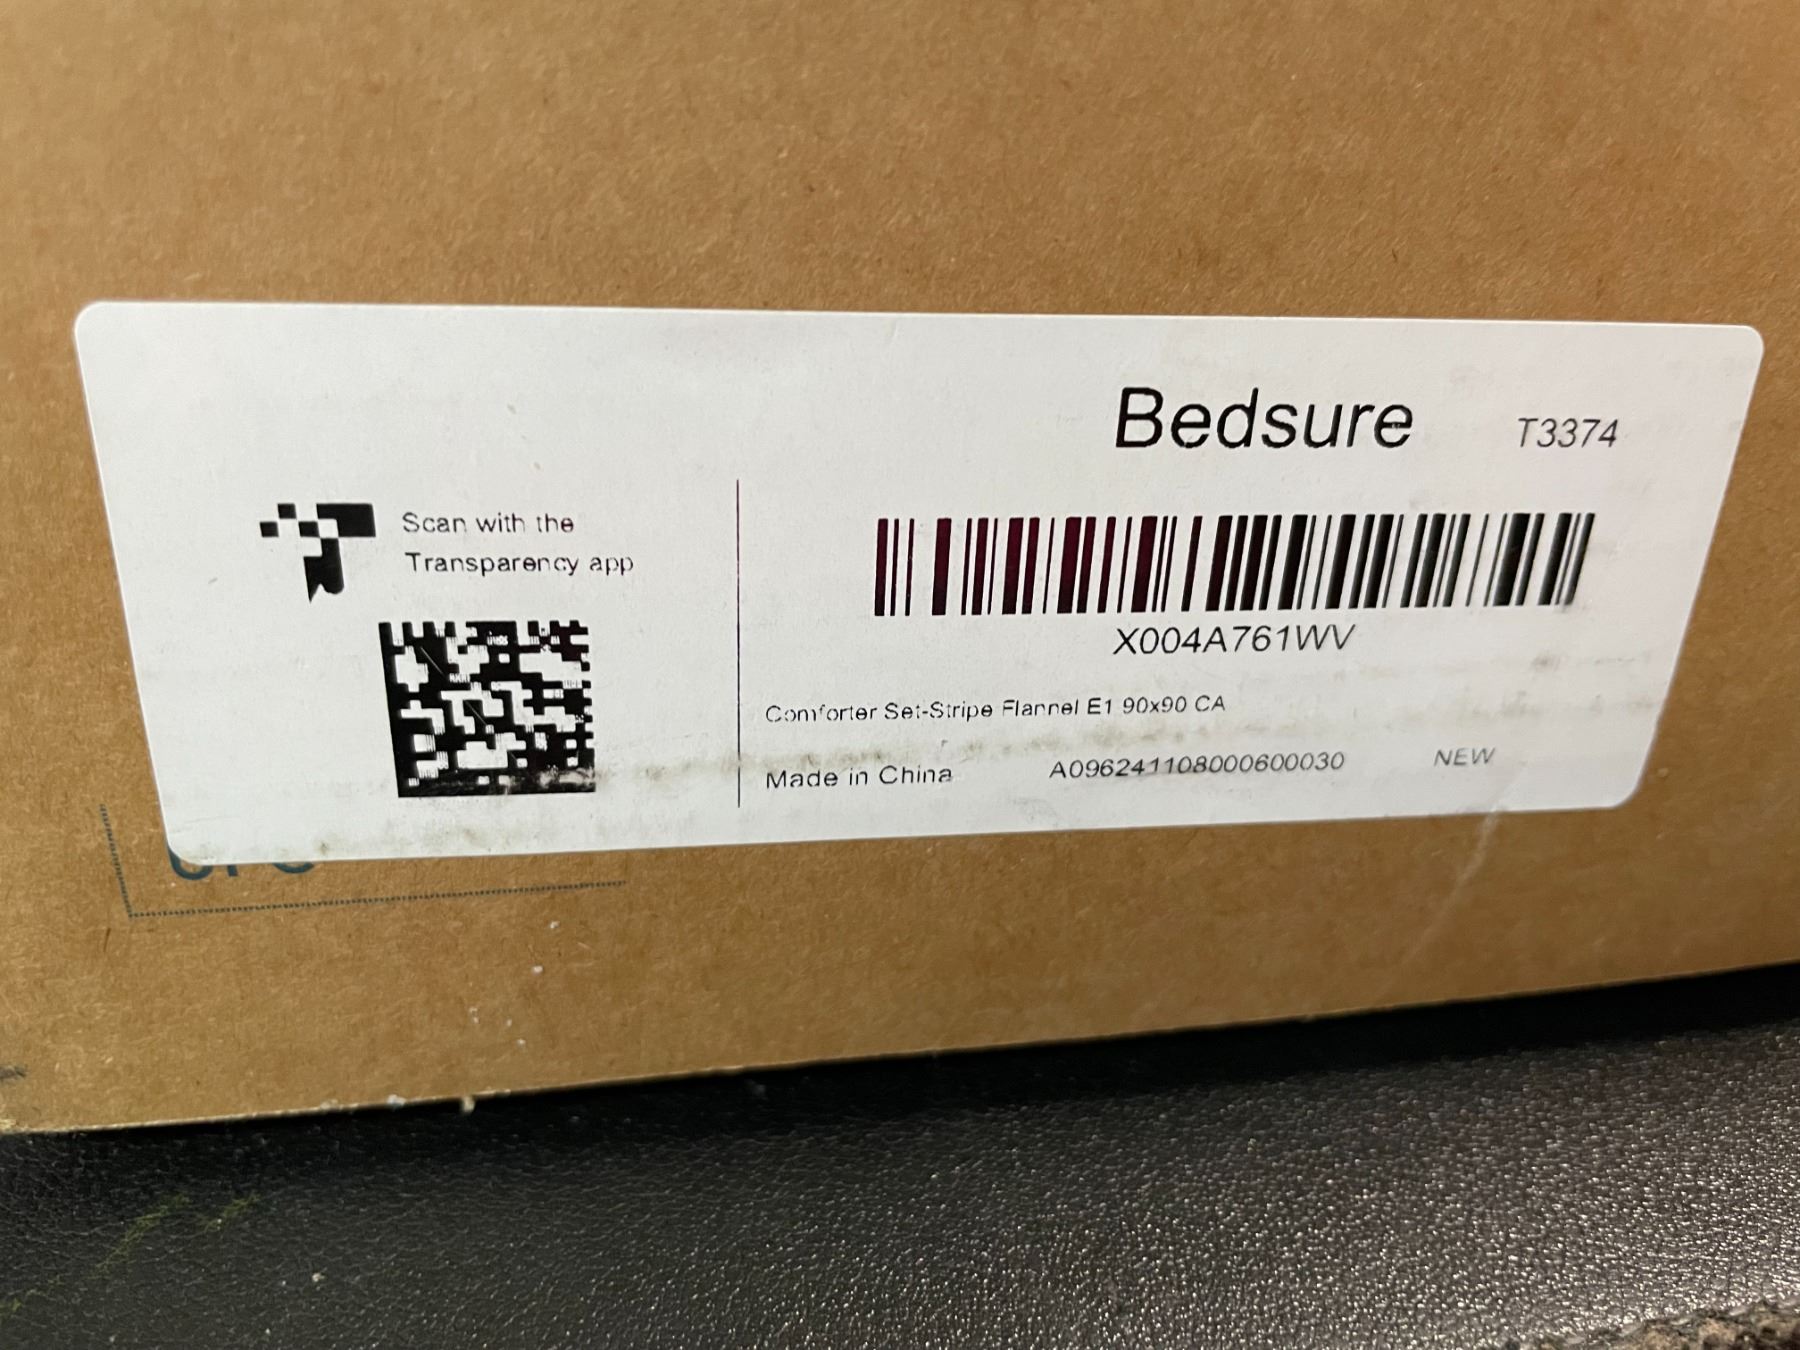 Bedsure T3374
Scan with the
Transparency app
X004A761WV
Comforter Set-Stripe Flannel E1 90x90 CA
Made in China A096241108000600030 NEW